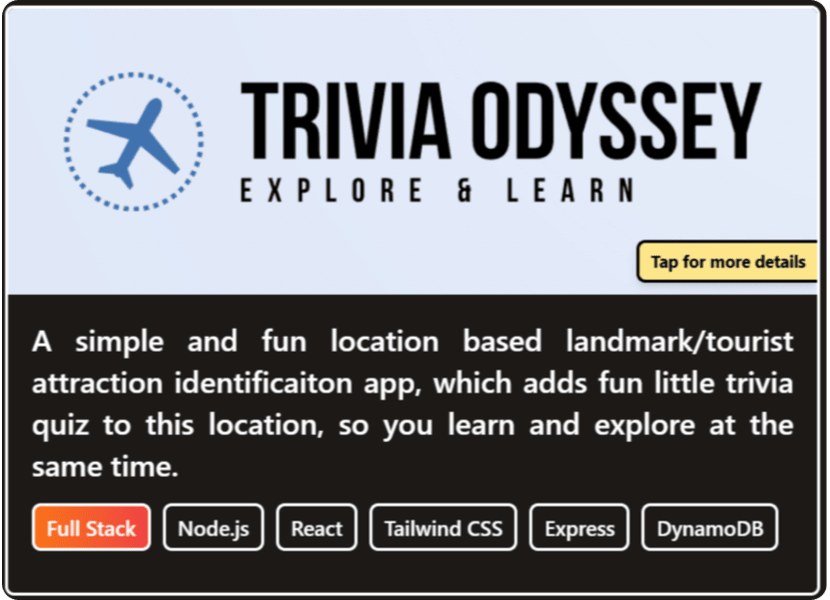 TRIVIA ODYSSEY
EXPLORE & LEARN
Tap for more details
A simple and fun location based landmark/tourist
attraction identificaiton app, which adds fun little trivia
quiz to this location, so you learn and explore at the
same time.
Full Stack Node.js React Tailwind CSS Express DynamoDB